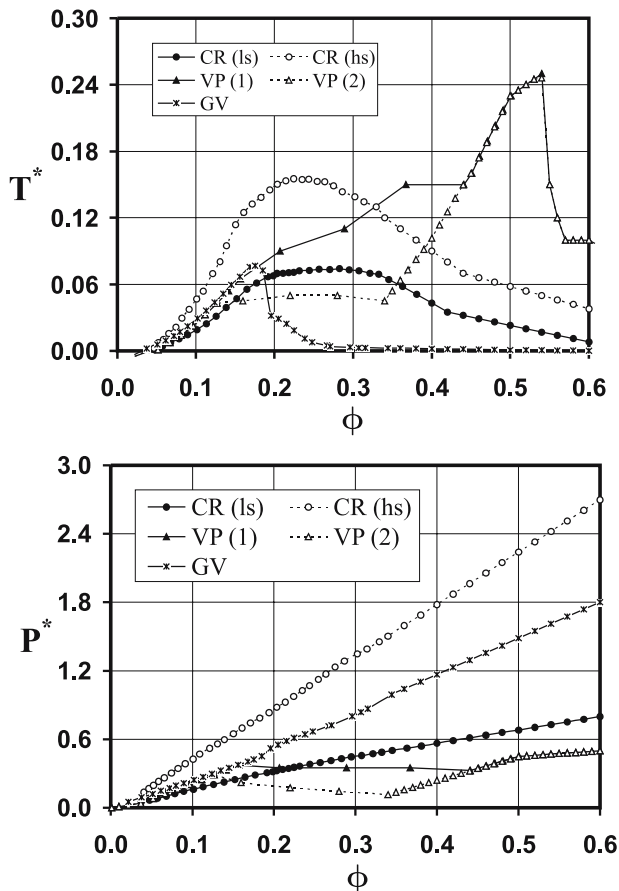 0.30
0.24
0.18
0.12
0.06
0.00
T*
CR (ls)
CR (hs)
VP (1)
VP (2)
GV
0.0 0.1 0.2 0.3 0.4 0.5 0.6
ϕ
3.0
2.4
1.8
1.2
0.6
0.0
P*
CR (ls)
CR (hs)
VP (1)
VP (2)
GV
0.0 0.1 0.2 0.3 0.4 0.5 0.6
ϕ